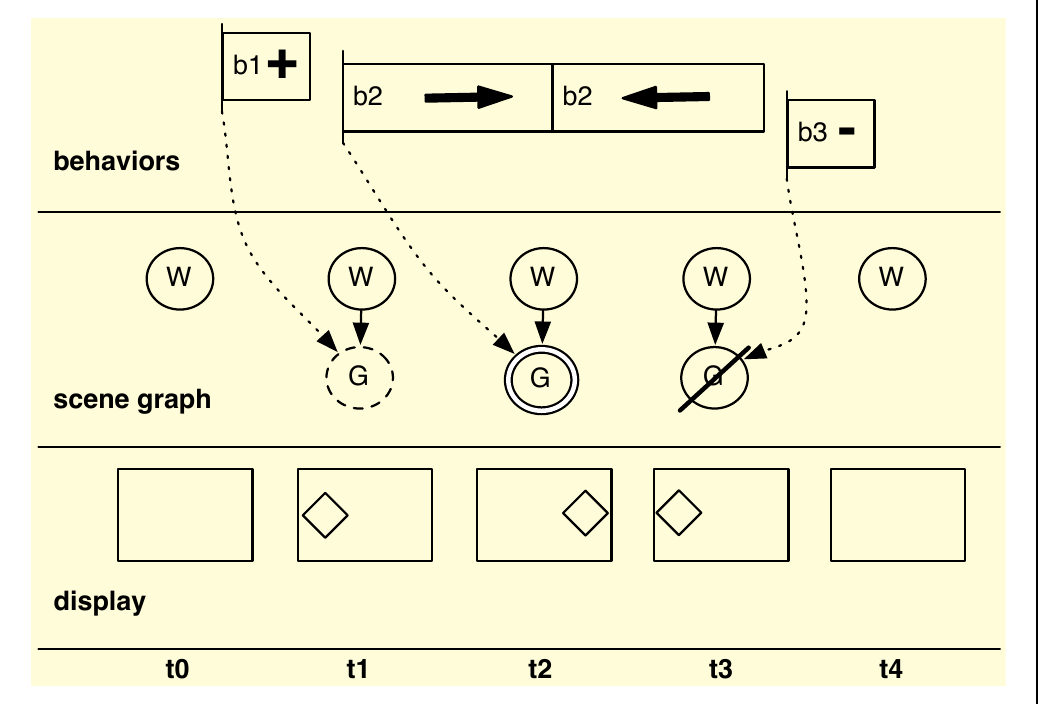 b1 +
b2 b2
b3 -
behaviors
W W W W W
G G G
scene graph
display
t0 t1 t2 t3 t4